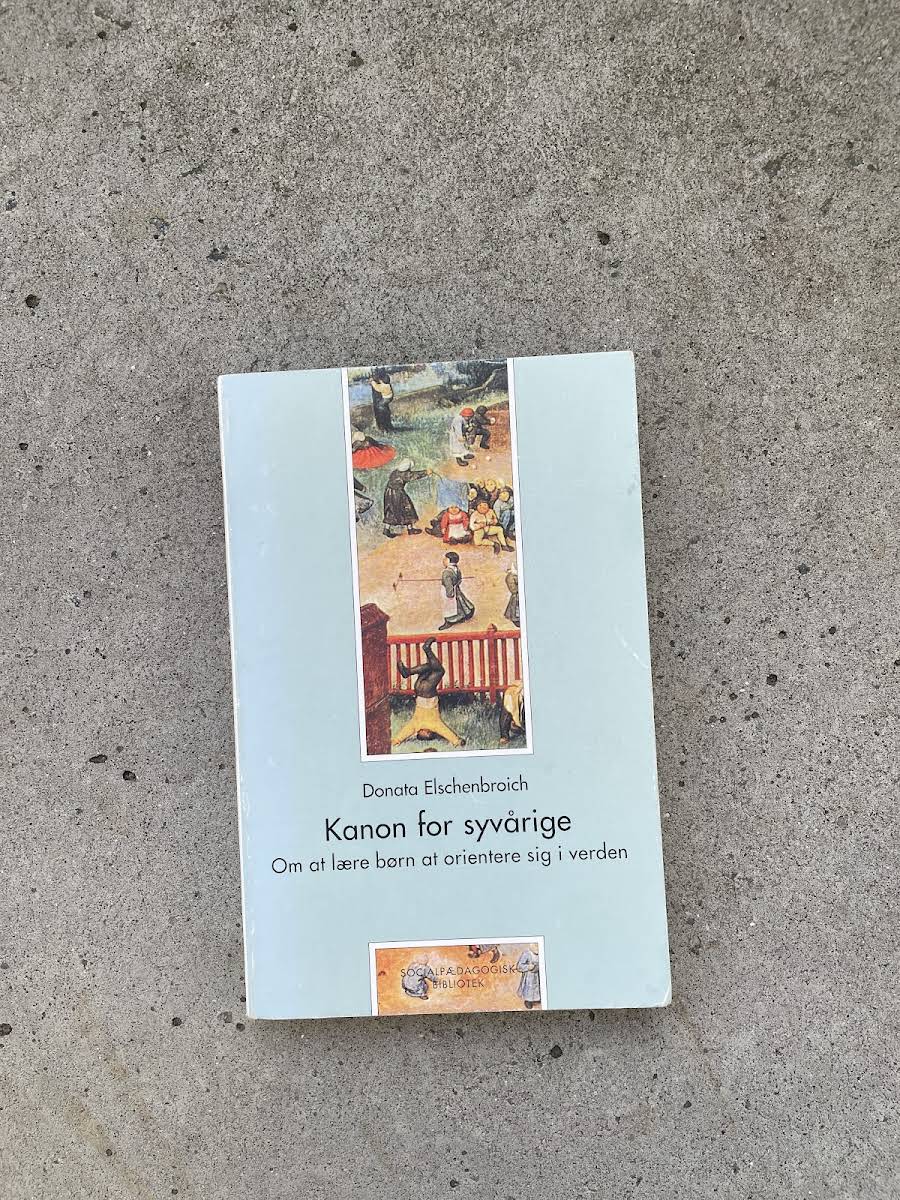 Donata Elschenbroich
Kanon for syvårige
Om at lære børn at orientere sig i verden
SOCIALPÆDAGOGISK
BIBLIOTEK